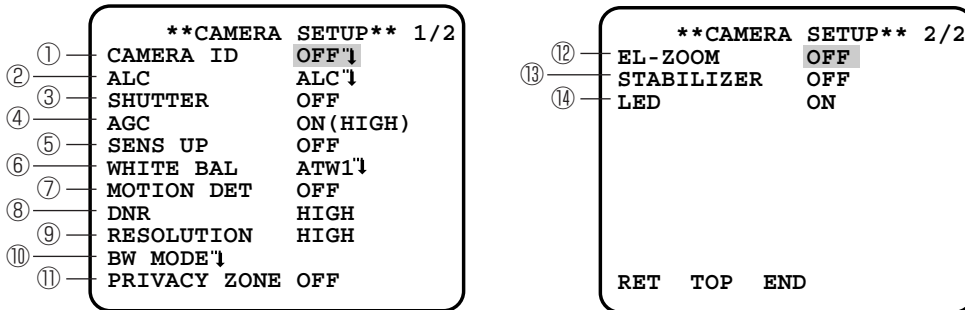 **CAMERA SETUP** 1/2
① CAMERA ID OFF↵
② ALC ALC↵
③ SHUTTER OFF
④ AGC ON(HIGH)
⑤ SENS UP OFF
⑥ WHITE BAL ATW1↵
⑦ MOTION DET OFF
⑧ DNR HIGH
⑨ RESOLUTION HIGH
⑩ BW MODE↵
⑪ PRIVACY ZONE OFF
**CAMERA SETUP** 2/2
⑫ EL-ZOOM OFF
⑬ STABILIZER OFF
⑭ LED ON
RET TOP END